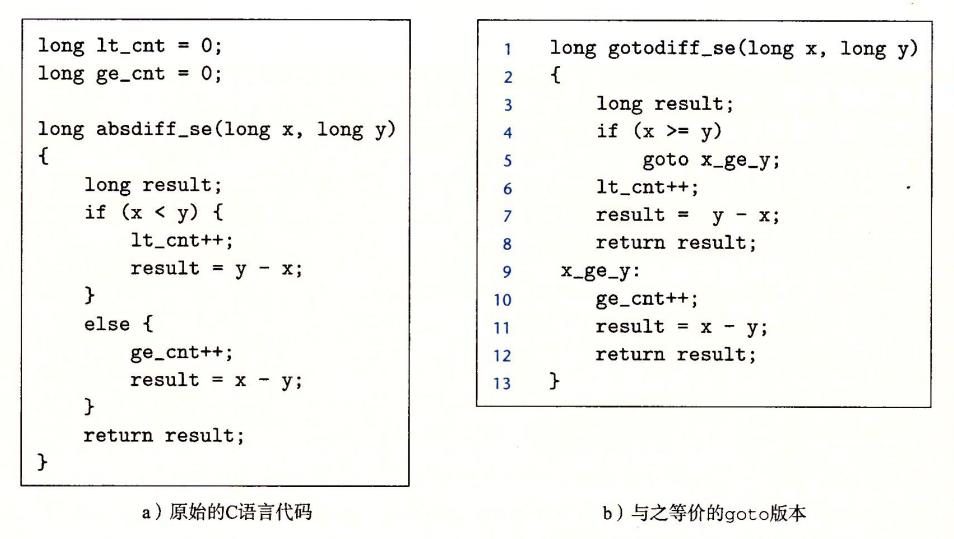 long lt_cnt = 0;
long ge_cnt = 0;

long absdiff_se(long x, long y)
{
    long result;
    if (x < y) {
        lt_cnt++;
        result = y - x;
    }
    else {
        ge_cnt++;
        result = x - y;
    }
    return result;
}
a）原始的C语言代码
1 long gotodiff_se(long x, long y)
2 {
3     long result;
4     if (x >= y)
5         goto x_ge_y;
6     lt_cnt++;
7     result =  y - x;
8     return result;
9  x_ge_y:
10     ge_cnt++;
11     result = x - y;
12     return result;
13 }
b）与之等价的goto版本